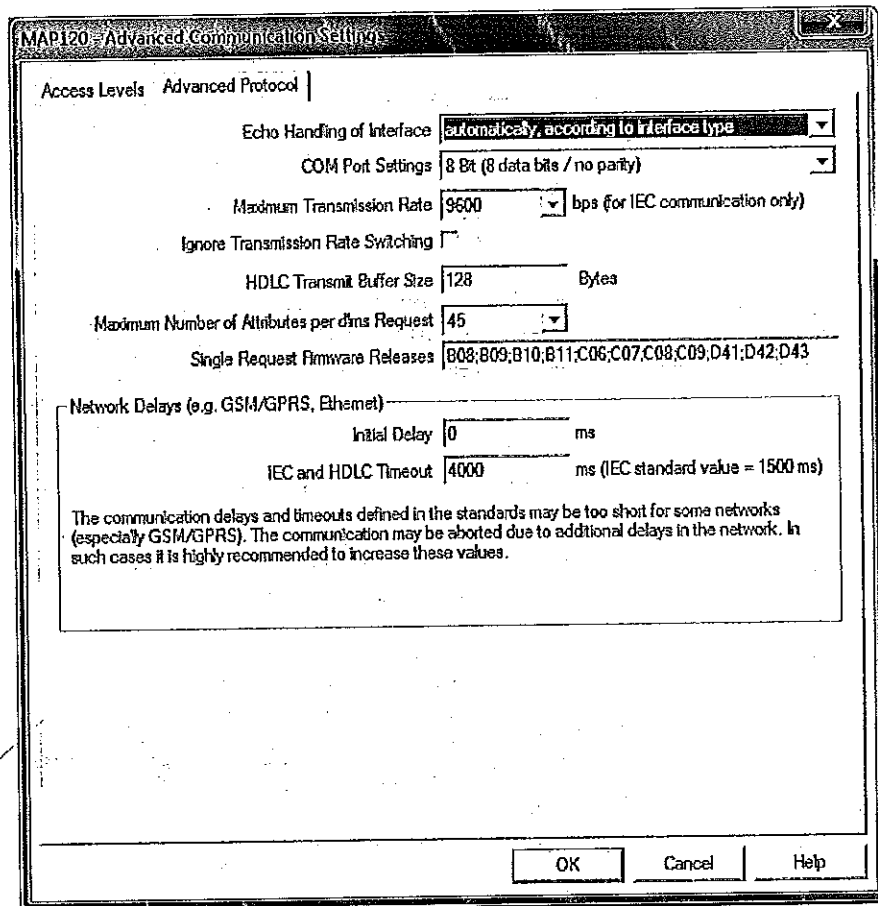 MAP120 - Advanced Communication Settings
Access Levels Advanced Protocol
Echo Handling of Interface automatically, according to interface type
COM Port Settings 8 Bit (8 data bits / no parity)
Maximum Transmission Rate 9600 bps (for IEC communication only)
Ignore Transmission Rate Switching
HDLC Transmit Buffer Size 128 Bytes
Maximum Number of Attributes per dlms Request 45
Single Request Firmware Releases B08;B09;B10;B11;C06;C07;C08;C09;D41;D42;D43
Network Delays (e.g. GSM/GPRS, Ethernet)
Initial Delay 0 ms
IEC and HDLC Timeout 4000 ms (IEC standard value = 1500 ms)
The communication delays and timeouts defined in the standards may be too short for some networks
(especially GSM/GPRS). The communication may be aborted due to additional delays in the network. In
such cases it is highly recommended to increase these values.
OK Cancel Help